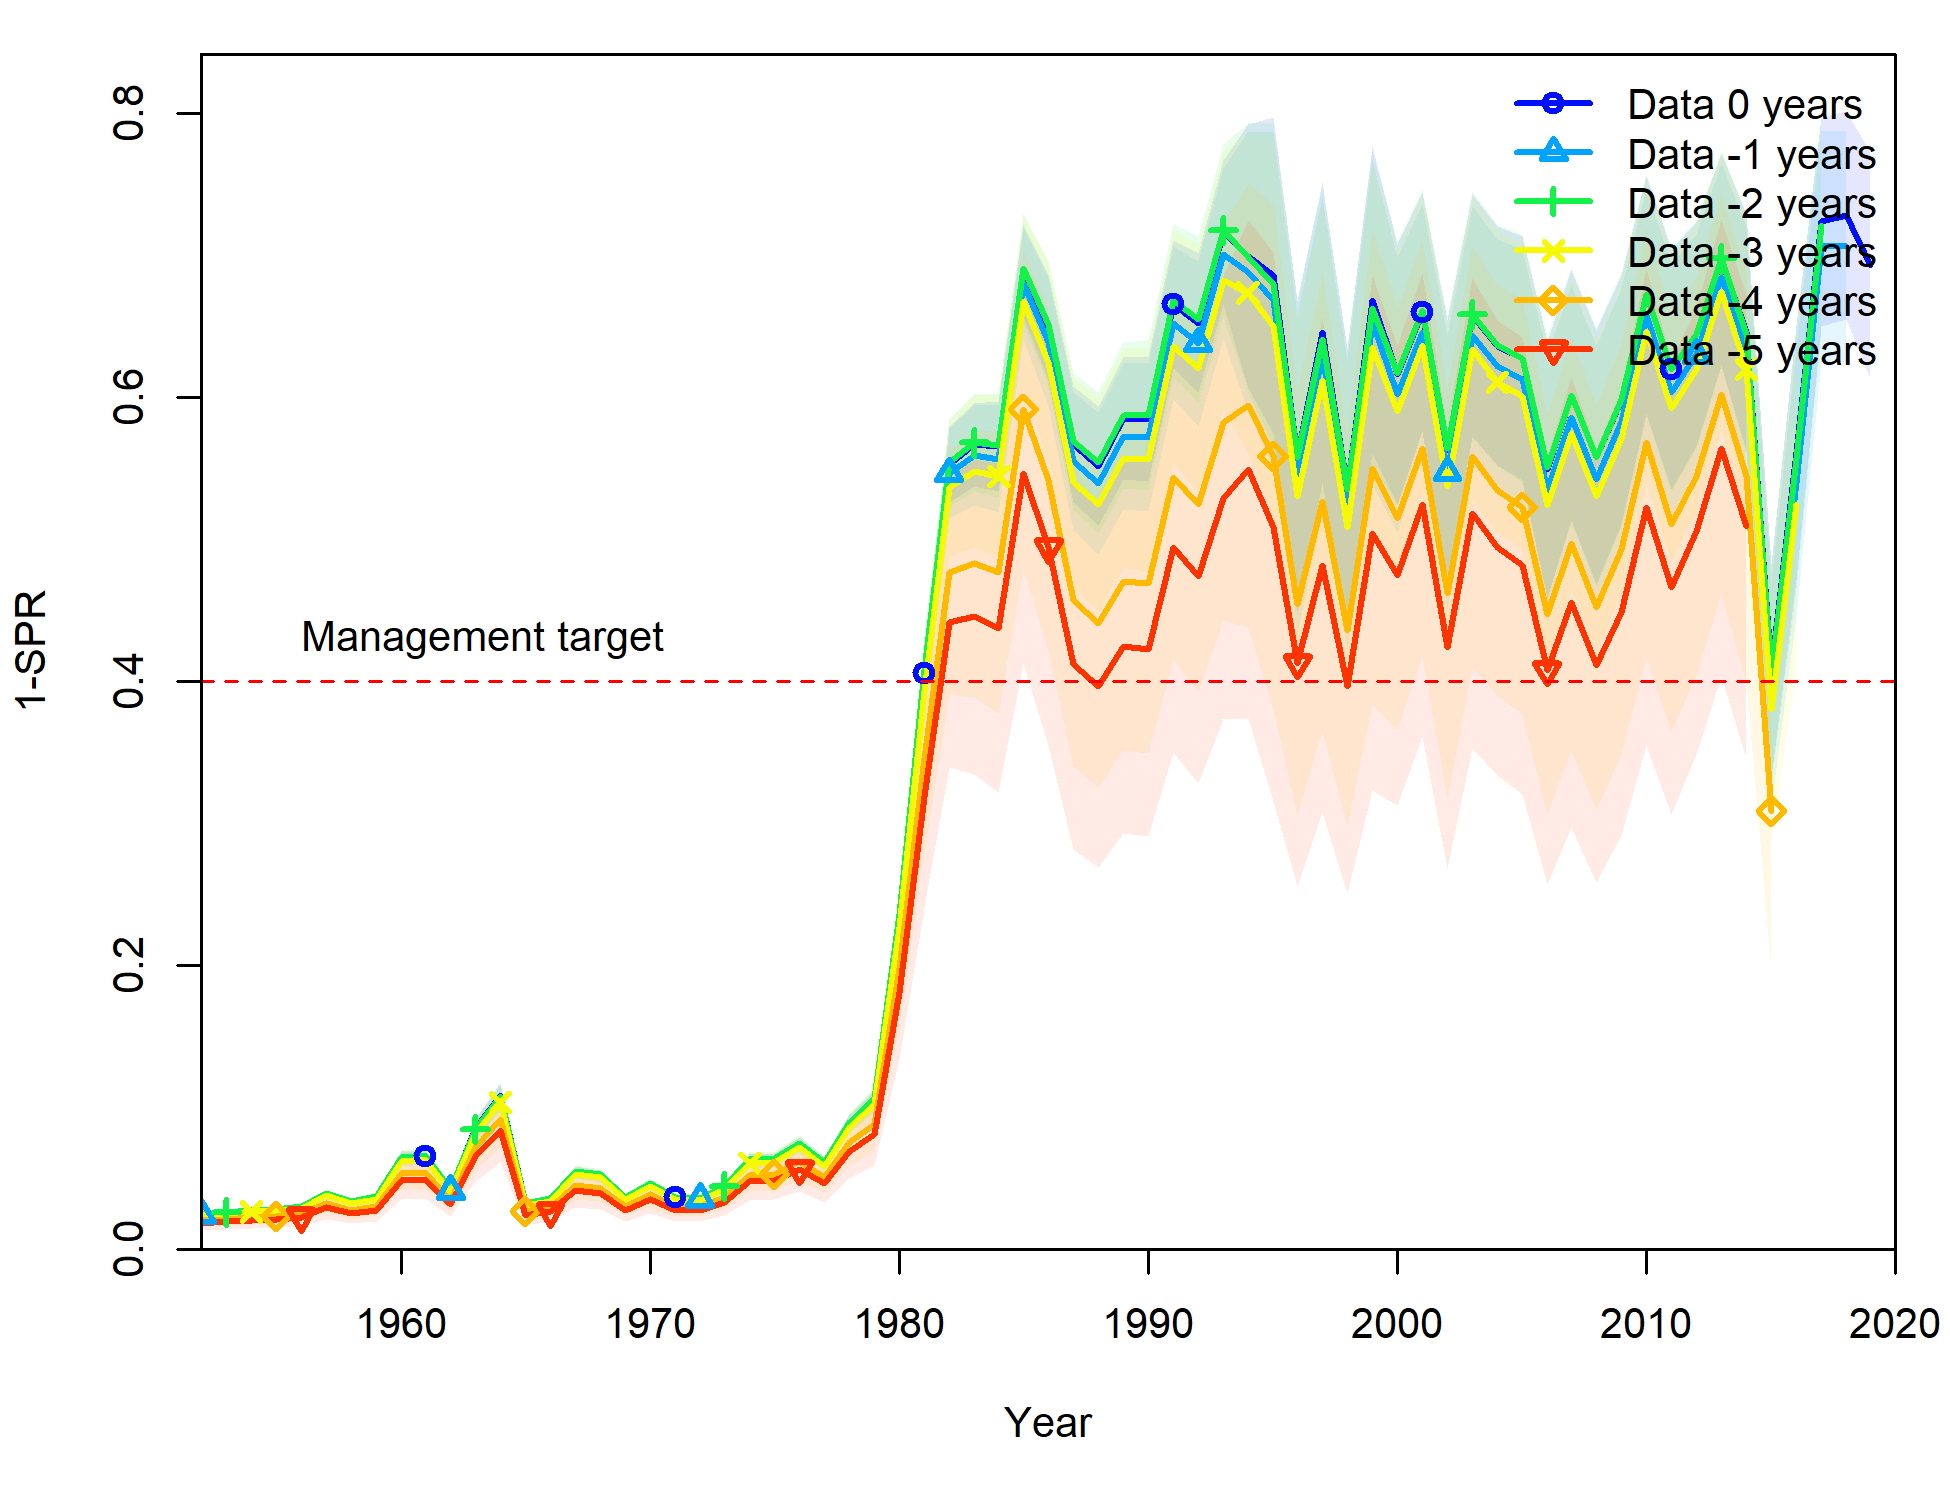 0.8
0.6
0.4
0.2
0.0
1-SPR
Data 0 years
Data -1 years
Data -2 years
Data -3 years
Data -4 years
Data -5 years
Management target
1960 1970 1980 1990 2000 2010 2020
Year